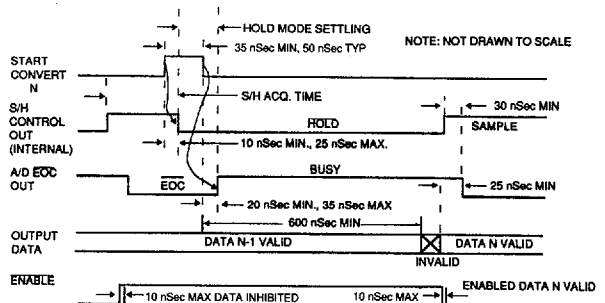 HOLD MODE SETTLING
35 nSec MIN, 50 nSec TYP
NOTE: NOT DRAWN TO SCALE
START
CONVERT
N
S/H ACQ. TIME
30 nSec MIN
S/H
CONTROL
OUT
(INTERNAL)
HOLD
SAMPLE
10 nSec MIN., 25 nSec MAX.
A/D EOC
OUT
EOC
BUSY
25 nSec MIN
20 nSec MIN., 35 nSec MAX
600 nSec MIN
OUTPUT
DATA
DATA N-1 VALID
DATA N VALID
INVALID
ENABLE
10 nSec MAX DATA INHIBITED
10 nSec MAX
ENABLED DATA N VALID